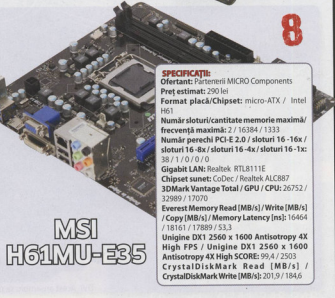 8
SPECIFICAȚII:
Ofertant: Partenerii MICRO Components
Preț estimat: 290 lei
Format placă/Chipset: micro-ATX / Intel
H61
Număr sloturi/cantitate memorie maximă/
frecvență maximă: 2 / 16384 / 1333
Număr perechi PCI-E 2.0 / sloturi 16 -16x /
sloturi 16 -8x / sloturi 16 -4x / sloturi 16 -1x:
38 / 1 / 0 / 0 / 0
Gigabit LAN: Realtek RTL8111E
Chipset sunet: CoDec / Realtek ALC887
3DMark Vantage Total / GPU / CPU: 26752 /
32989 / 17070
Everest Memory Read [MB/s] / Write [MB/s]
/ Copy [MB/s] / Memory Latency [ns]: 16464
/ 18161 / 17889 / 53,3
Unigine DX1 2560 x 1600 Antisotropy 4X
High FPS / Unigine DX1 2560 x 1600
Antisotropy 4X High SCORE: 99,4 / 2503
CrystalDiskMark Read [MB/s] /
CrystalDiskMark Write [MB/s]: 201,9 / 184,6
MSI
H61MU-E35